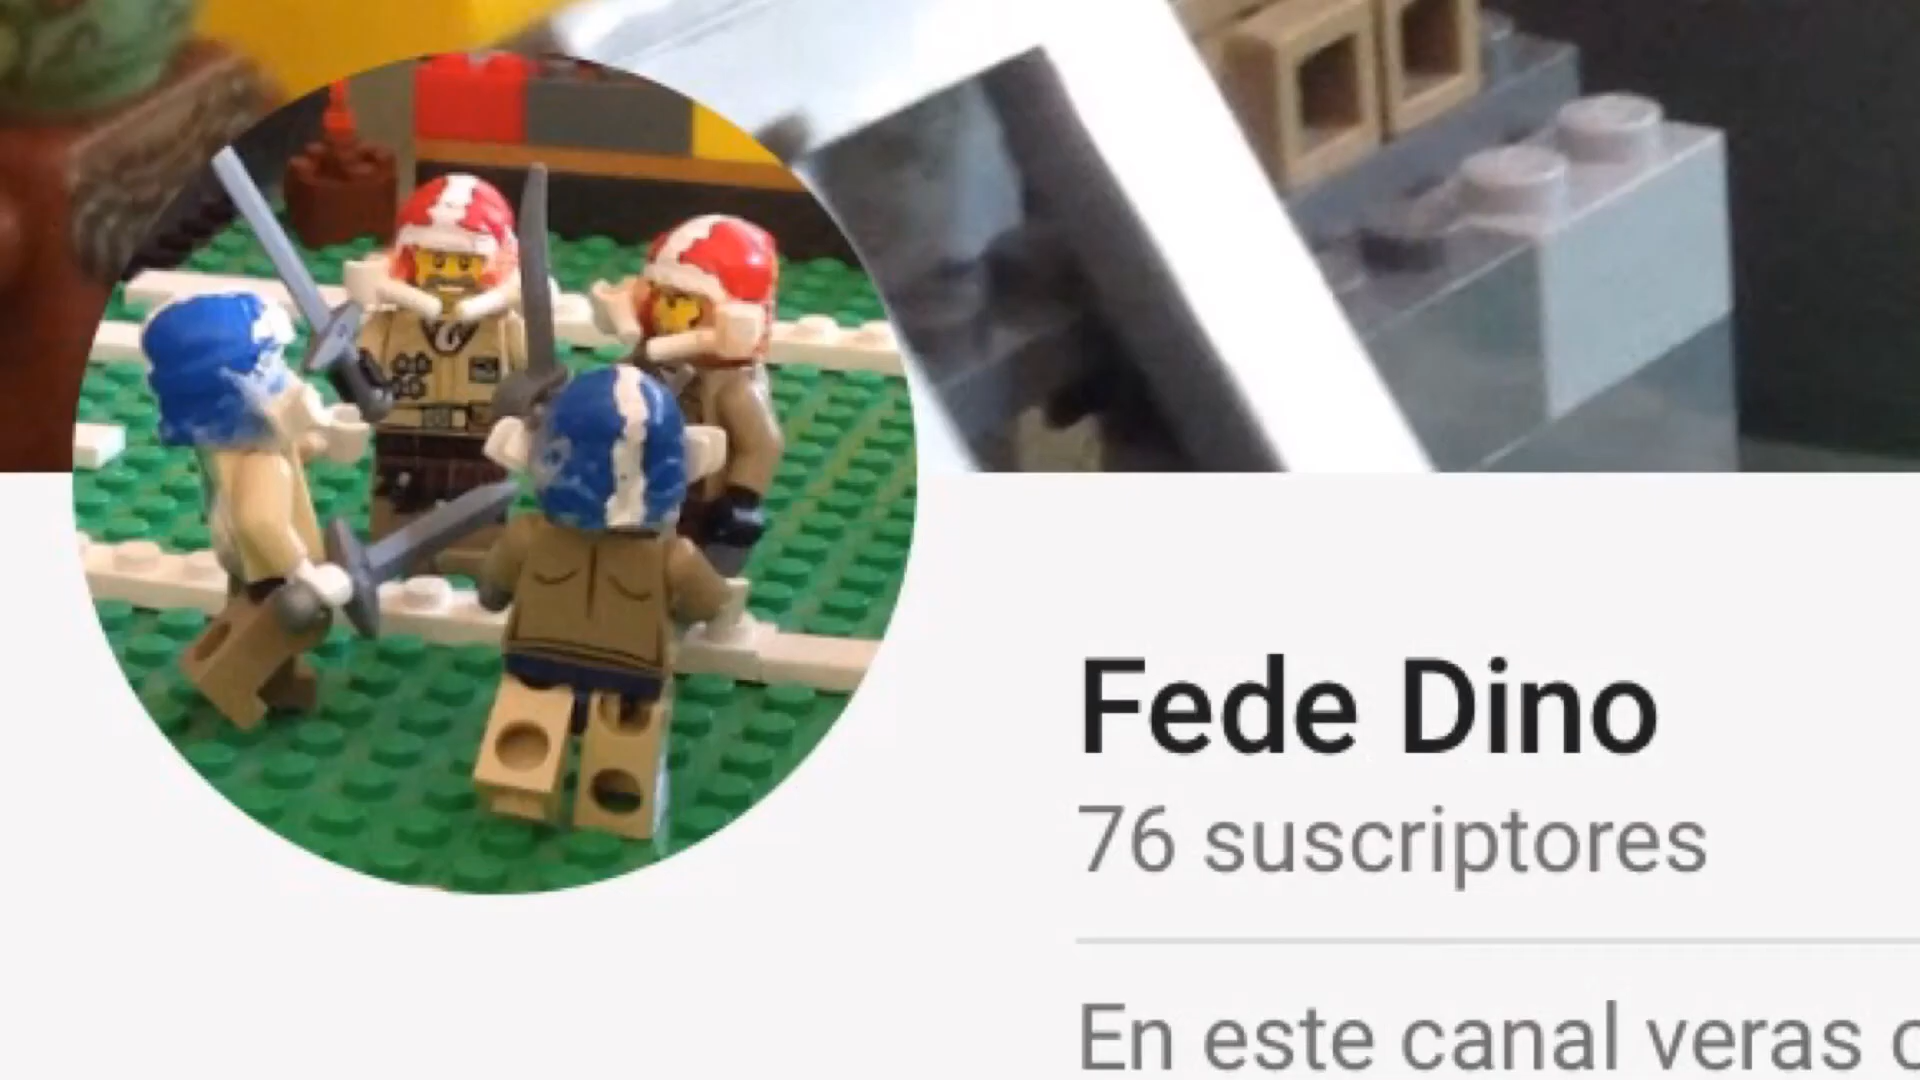 Fede Dino
76 suscriptores
En este canal veras